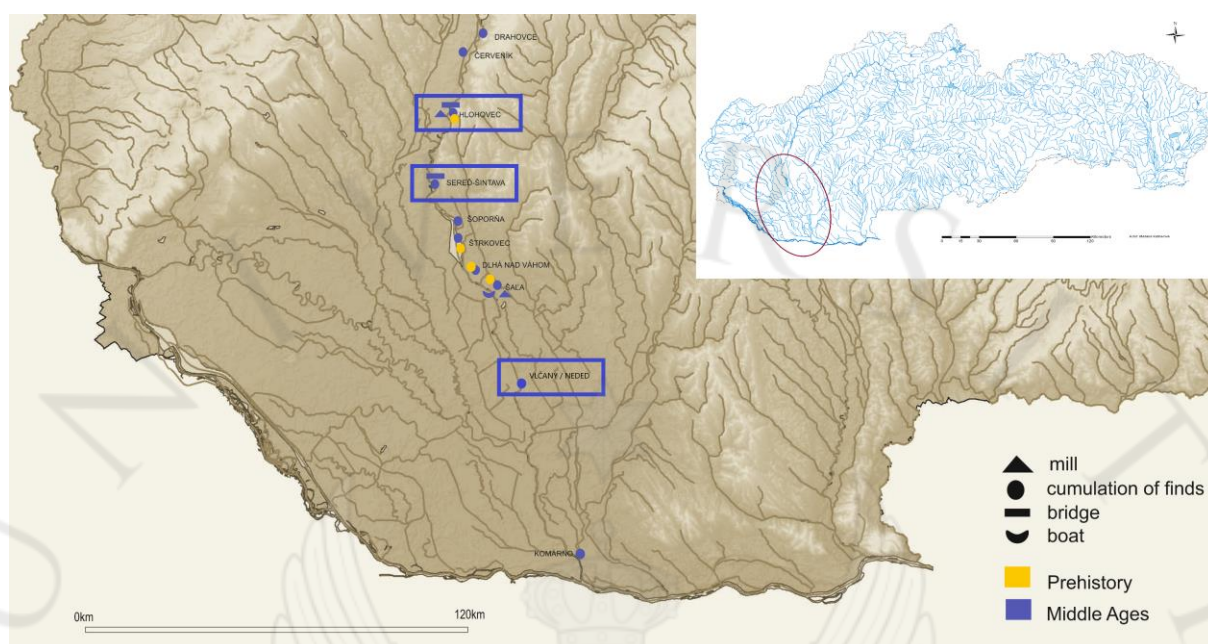 DRAHOVCE
ČERVENÍK
HLOHOVEC
SEREĎ-ŠINTAVA
ŠOPORŇA
ŠTRKOVEC
DLHÁ NAD VÁHOM
ŠAĽA
VLČANY / NEDED
KOMÁRNO
0km
120km
N
mill
cumulation of finds
bridge
boat
Prehistory
Middle Ages